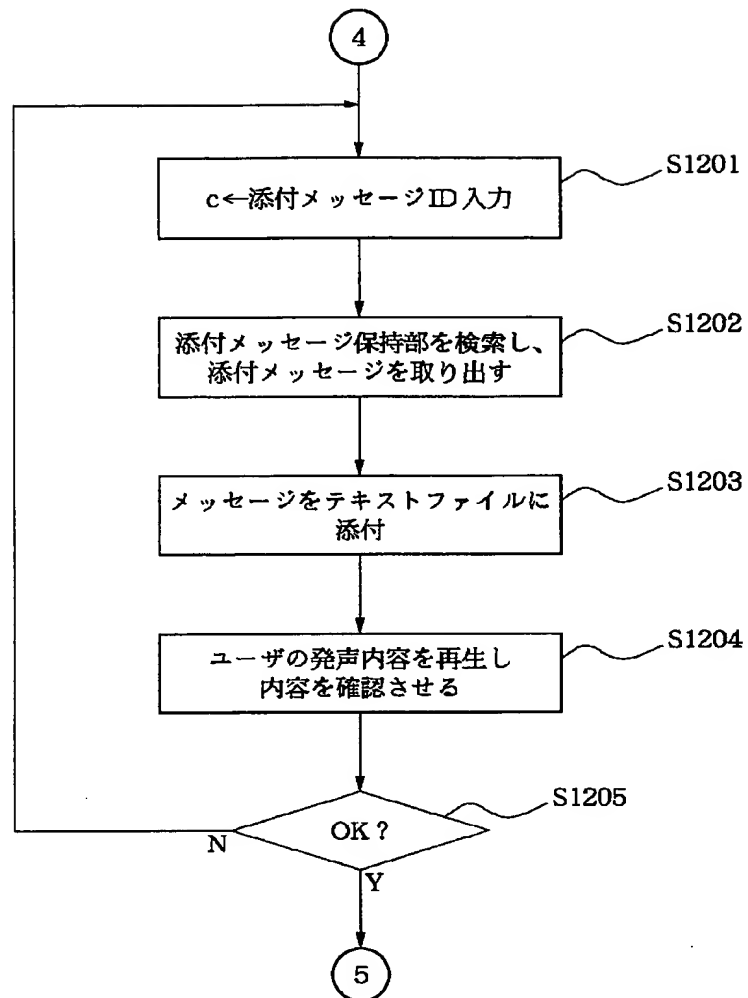 4
S1201
c←添付メッセージID入力
S1202
添付メッセージ保持部を検索し、
添付メッセージを取り出す
S1203
メッセージをテキストファイルに
添付
S1204
ユーザの発声内容を再生し
内容を確認させる
S1205
OK?
N
Y
5